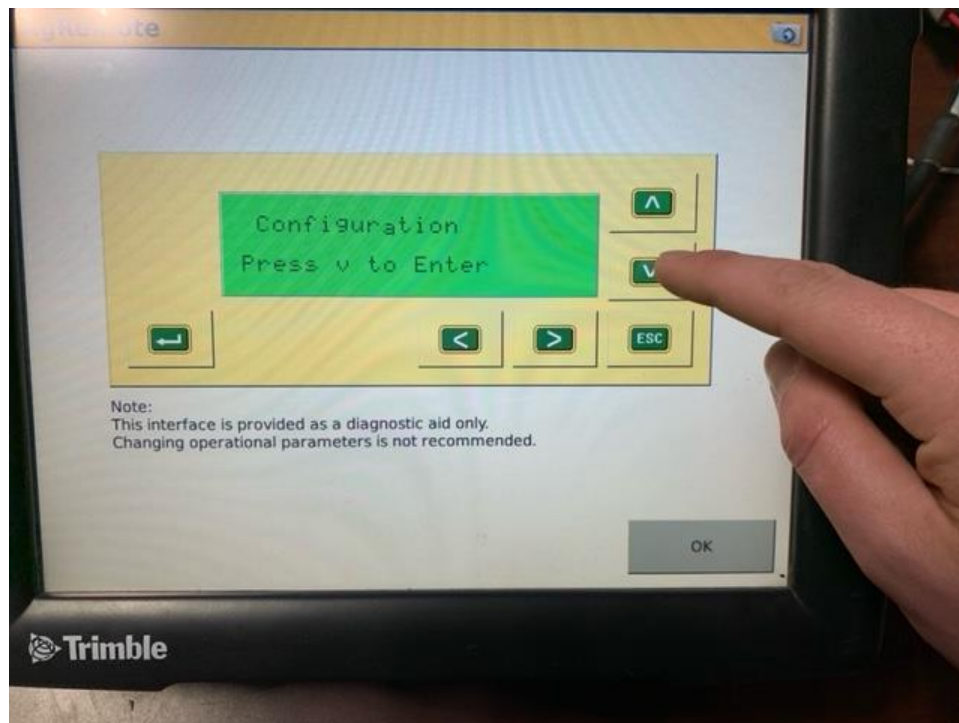 Configuration
Press v to Enter
ESC
Note:
This interface is provided as a diagnostic aid only.
Changing operational parameters is not recommended.
OK
Trimble